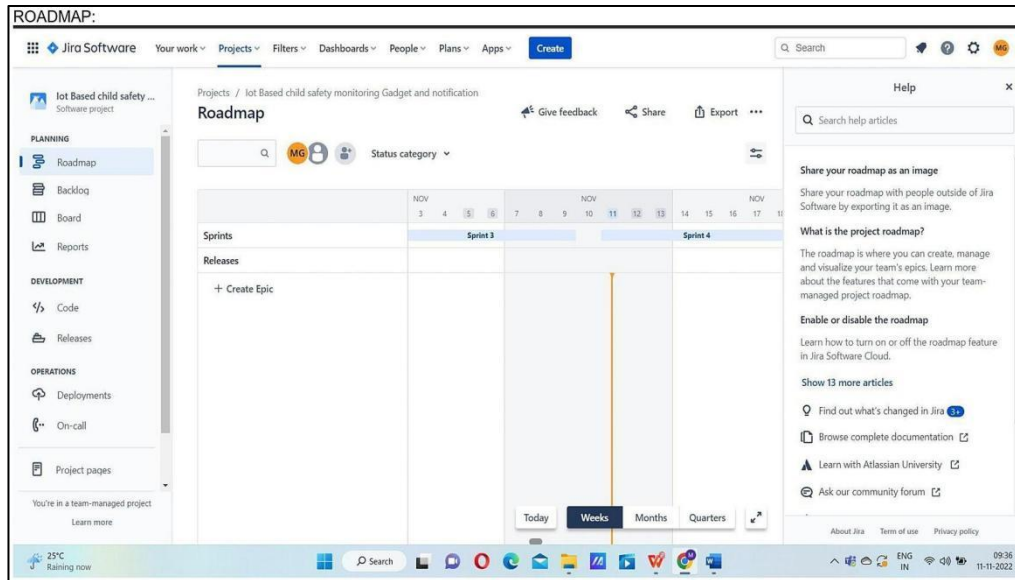 ROADMAP:
Jira Software Your work Projects Filters Dashboards People Plans Apps Create Search MG
Iot Based child safety ...
Software project
PLANNING
Roadmap
Backlog
Board
Reports
DEVELOPMENT
Code
Releases
OPERATIONS
Deployments
On-call
Project pages
You're in a team-managed project
Learn more
Projects / Iot Based child safety monitoring Gadget and notification
Roadmap
Give feedback Share Export
MG Status category
NOV NOV NOV
3 4 5 6 7 8 9 10 11 12 13 14 15 16 17
Sprints Sprint 3 Sprint 4
Releases
+ Create Epic
Today Weeks Months Quarters
Help
Search help articles
Share your roadmap as an image
Share your roadmap with people outside of Jira
Software by exporting it as an image.
What is the project roadmap?
The roadmap is where you can create, manage
and visualize your team's epics. Learn more
about the features that come with your team-
managed project roadmap.
Enable or disable the roadmap
Learn how to turn on or off the roadmap feature
in Jira Software Cloud.
Show 13 more articles
Find out what's changed in Jira 3+
Browse complete documentation
Learn with Atlassian University
Ask our community forum
About Jira Term of use Privacy policy
25°C
Raining now
Search
ENG
IN
09:36
11-11-2022